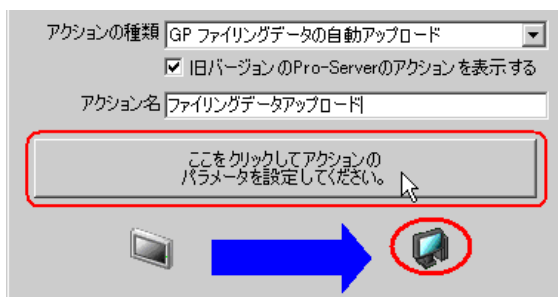 アクションの種類 GP ファイリングデータの自動アップロード
旧バージョンのPro-Serverのアクションを表示する
アクション名 ファイリングデータアップロード
ここをクリックしてアクションの
パラメータを設定してください。